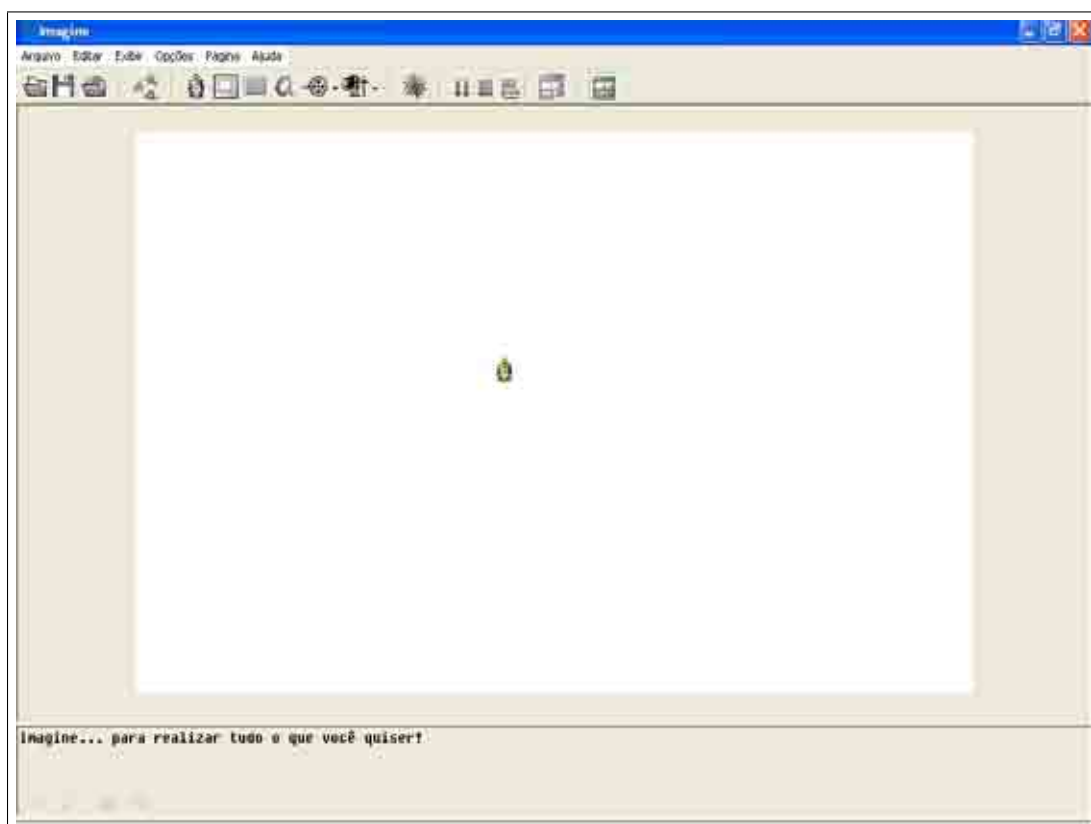 Imagine
Arquivo Editar Exibir Opções Página Ajuda
Imagine... para realizar tudo o que você quiser!